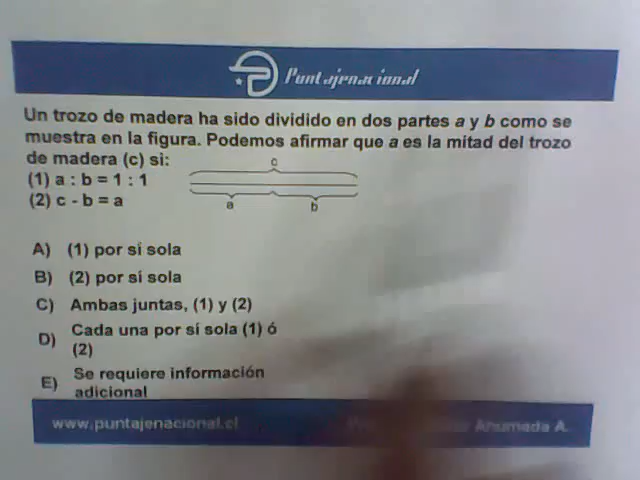 Puntajenacional
Un trozo de madera ha sido dividido en dos partes a y b como se
muestra en la figura. Podemos afirmar que a es la mitad del trozo
de madera (c) si:
(1) a : b = 1 : 1
(2) c - b = a
c
a
b
A) (1) por sí sola
B) (2) por sí sola
C) Ambas juntas, (1) y (2)
D) Cada una por sí sola (1) ó
(2)
E) Se requiere información
adicional
www.puntajenacional.cl
Ahumada A.